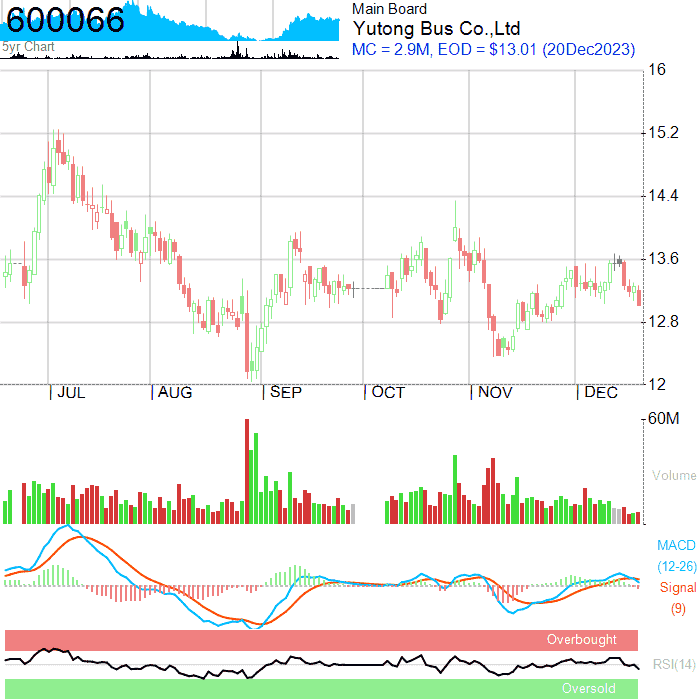 600066
5yr Chart
Main Board
Yutong Bus Co.,Ltd
MC = 2.9M, EOD = $13.01 (20Dec2023)
16
15.2
14.4
13.6
12.8
12
JUL AUG SEP OCT NOV DEC
60M
Volume
MACD
(12-26)
Signal
(9)
Overbought
RSI(14)
Oversold